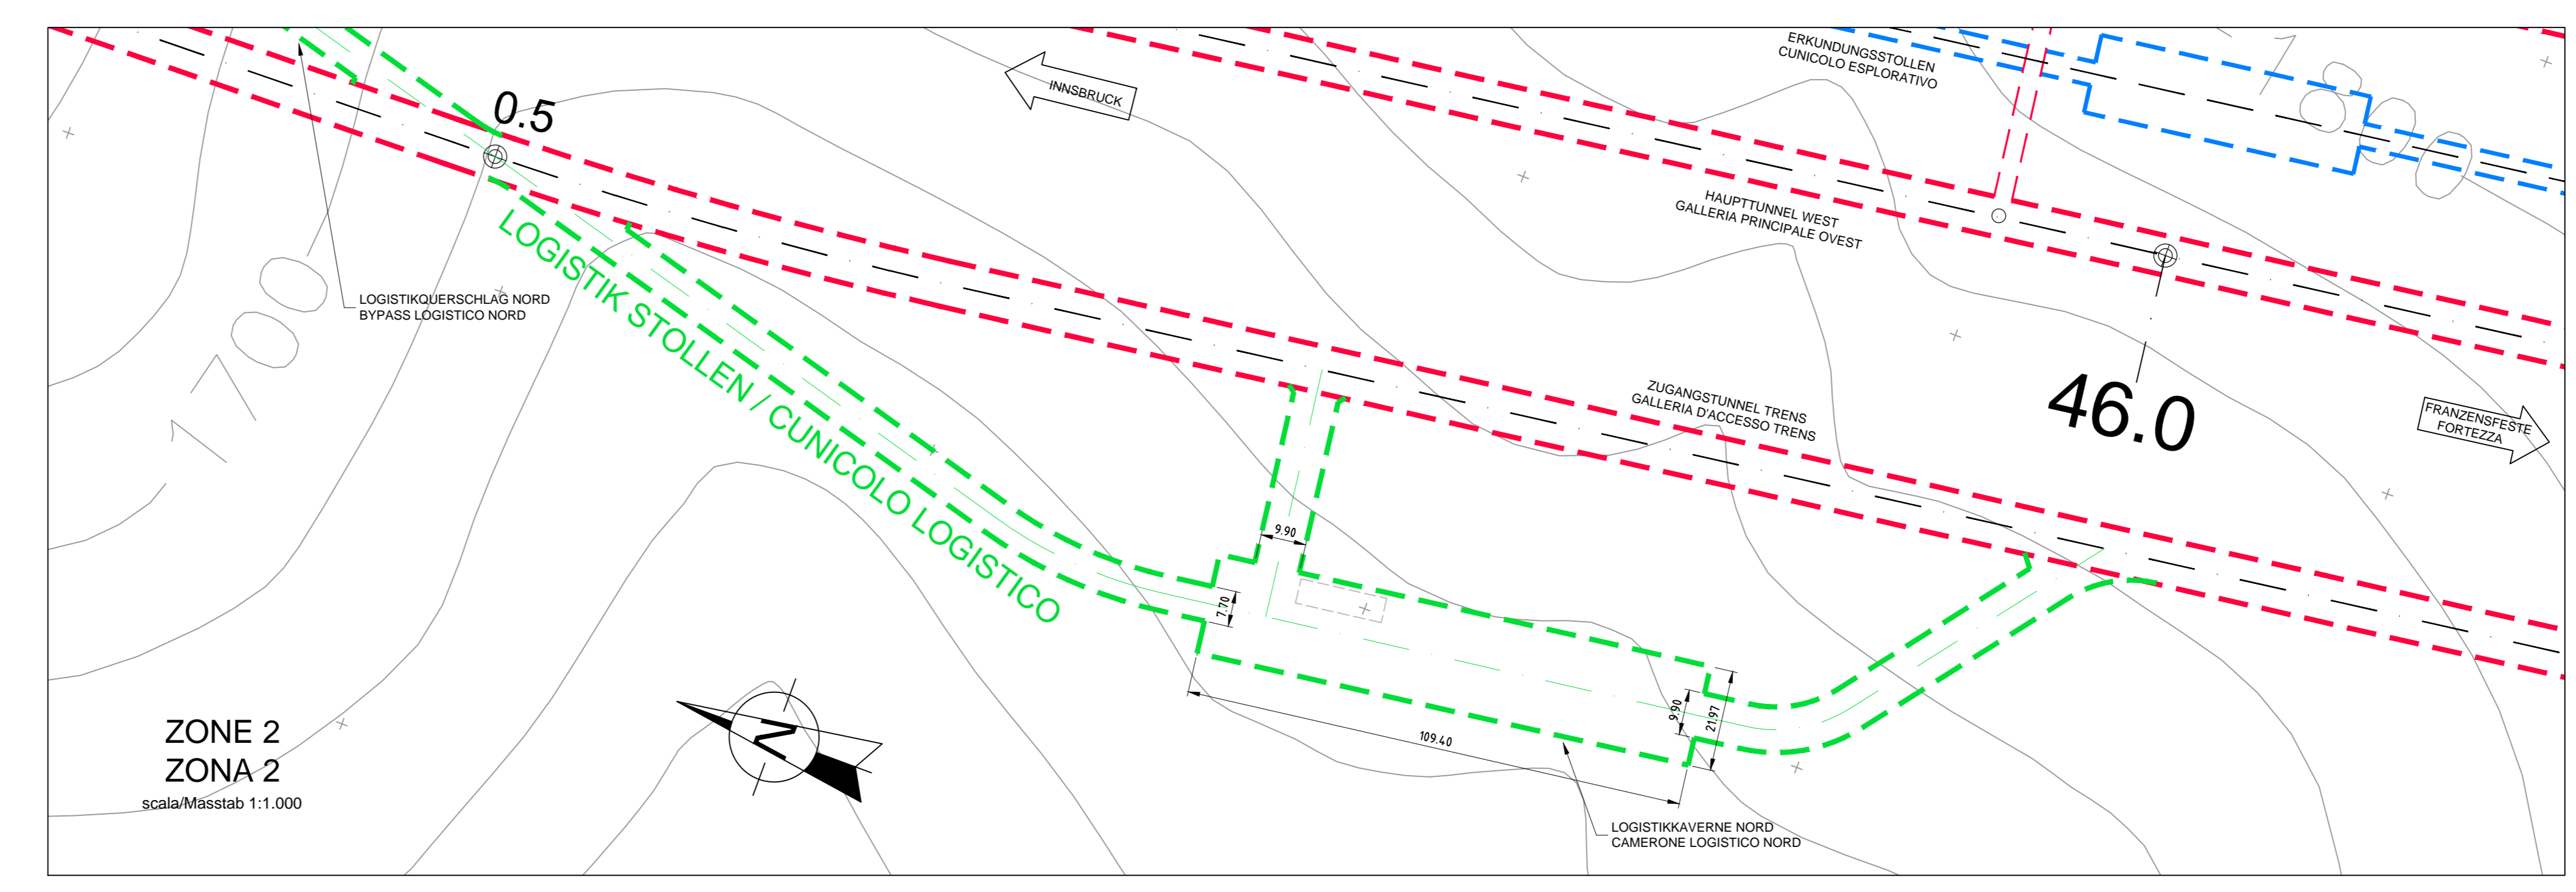 ERKUNDUNGSSTOLLEN
CUNICOLO ESPLORATIVO
INNSBRUCK
0.5
HAUPTTUNNEL WEST
GALLERIA PRINCIPALE OVEST
LOGISTIK STOLLEN / CUNICOLO LOGISTICO
LOGISTIKQUERSCHLAG NORD
BYPASS LOGISTICO NORD
1700
1800
46.0
ZUGANGSTUNNEL TRENS
GALLERIA D'ACCESSO TRENS
FRANZENSFESTE
FORTEZZA
9.90
7.70
9.90
21.97
109.40
ZONE 2
ZONA 2
scala/Masstab 1:1.000
N
LOGISTIKKAVERNE NORD
CAMERONE LOGISTICO NORD